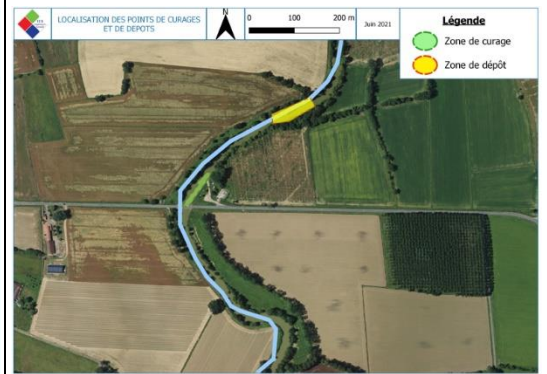 LOCALISATION DES POINTS DE CURAGES
ET DE DEPOTS
N
0 100 200 m
Juin 2021
Légende
Zone de curage
Zone de dépôt